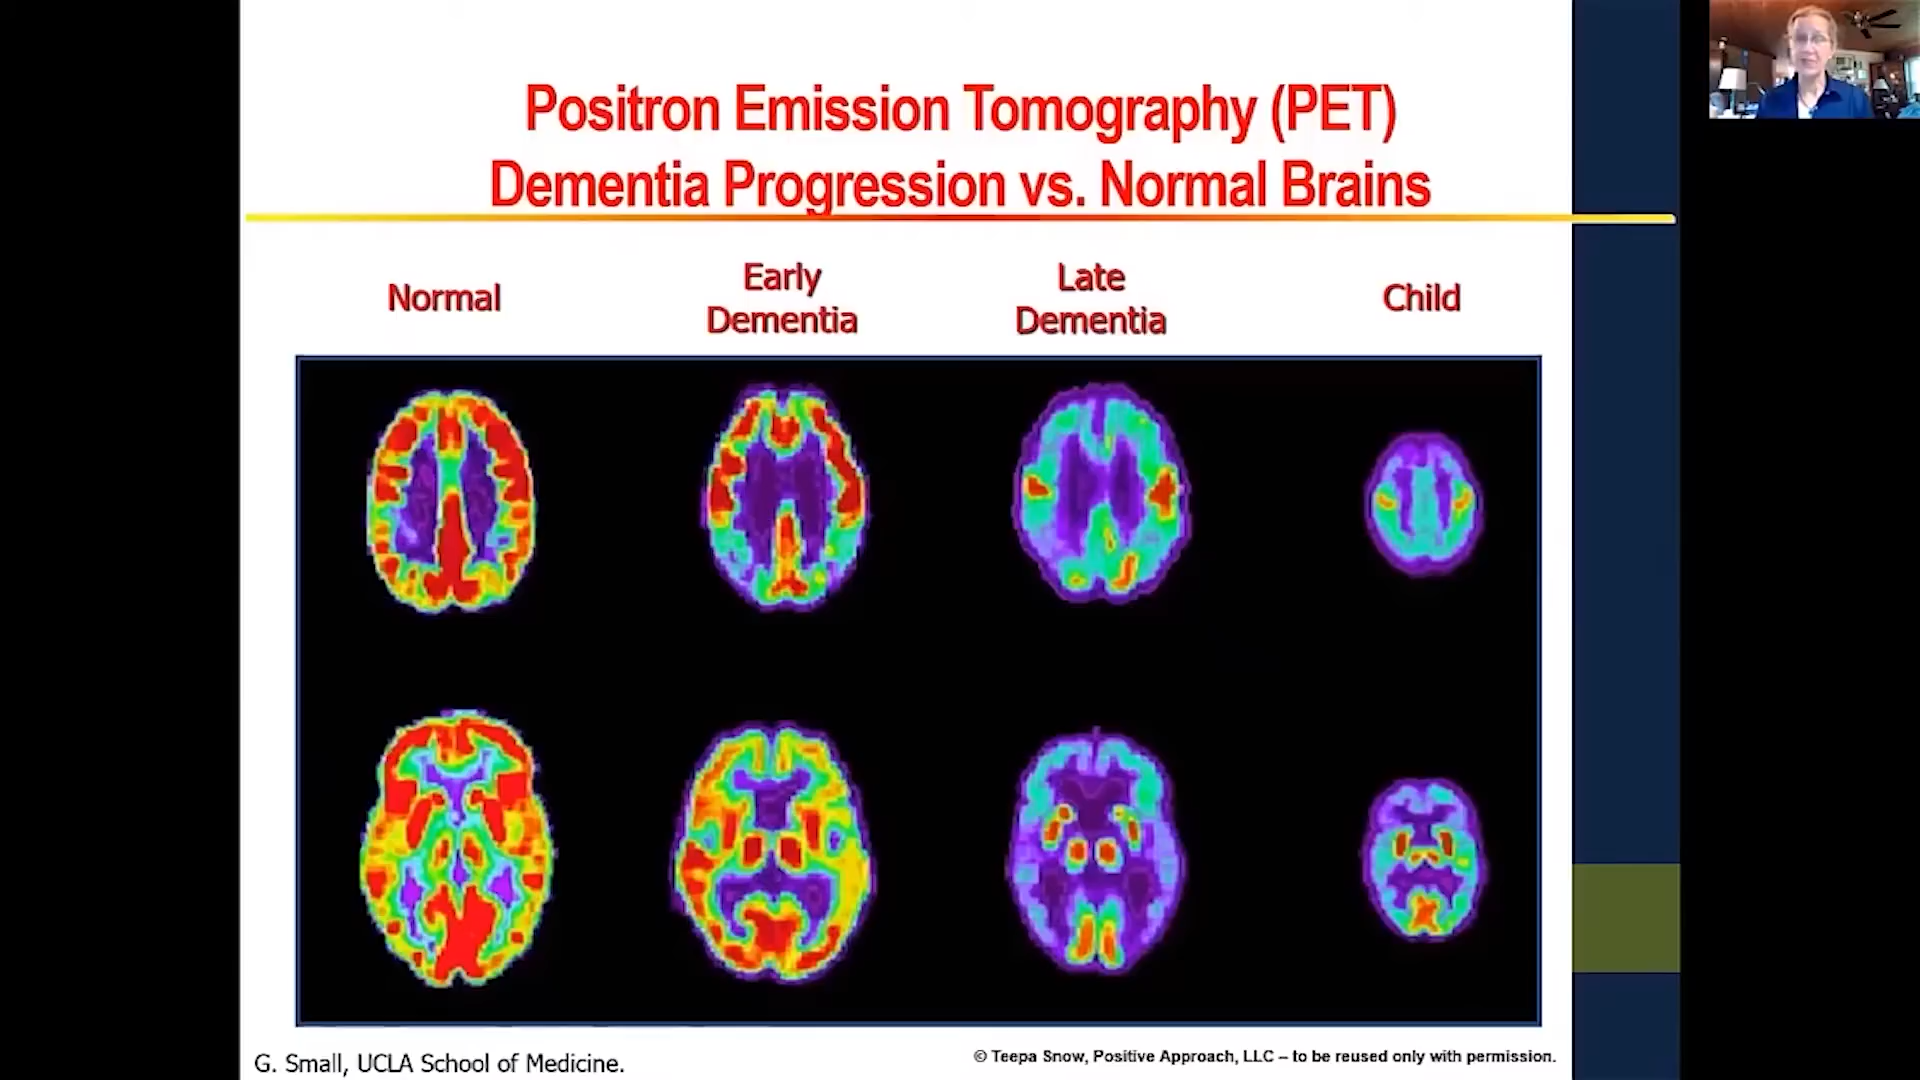 Positron Emission Tomography (PET)
Dementia Progression vs. Normal Brains
Normal
Early
Dementia
Late
Dementia
Child
G. Small, UCLA School of Medicine.
© Teepa Snow, Positive Approach, LLC – to be reused only with permission.